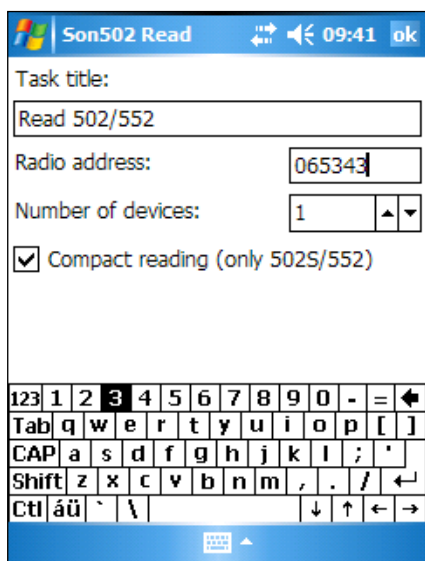 Son502 Read 09:41 ok
Task title:
Read 502/552
Radio address: 065343
Number of devices: 1
Compact reading (only 502S/552)
123 1 2 3 4 5 6 7 8 9 0 - =
Tab q w e r t y u i o p [ ]
CAP a s d f g h j k l ; '
Shift z x c v b n m , . /
Ctl áü ` \